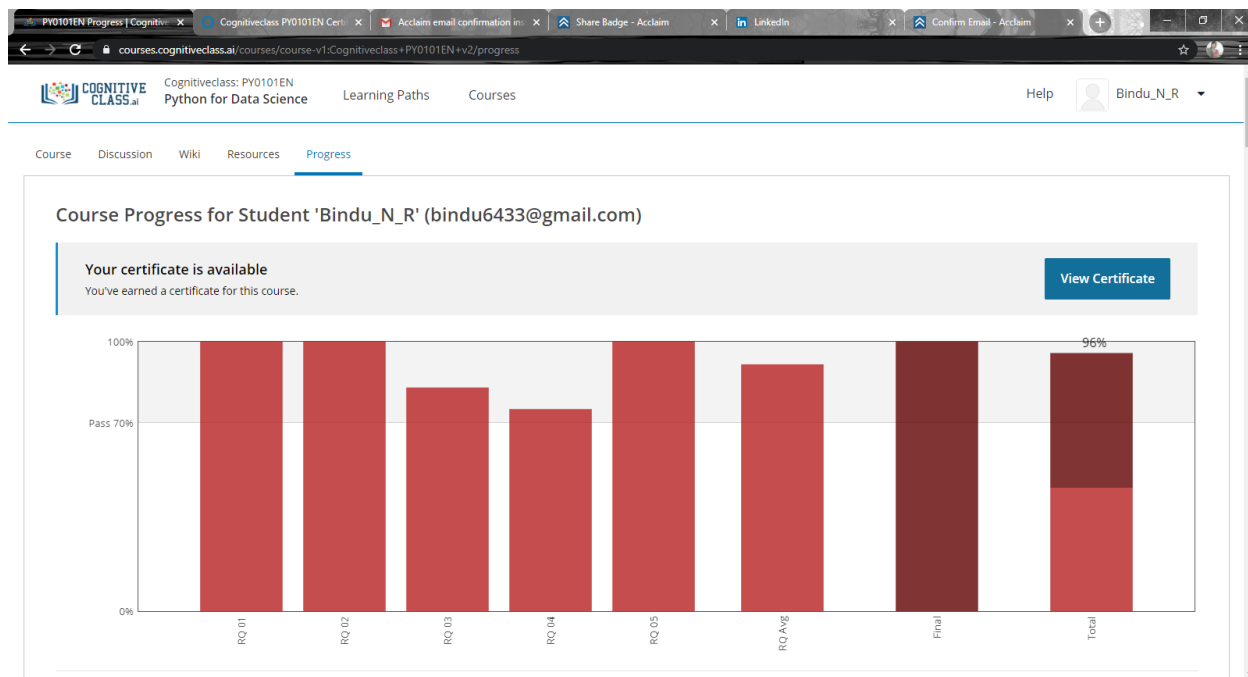 PY0101EN Progress | Cognitiv
Cognitiveclass PY0101EN Certi
Acclaim email confirmation ins
Share Badge - Acclaim
LinkedIn
Confirm Email - Acclaim
courses.cognitiveclass.ai/courses/course-v1:Cognitiveclass+PY0101EN+v2/progress
COGNITIVE
CLASS.ai
Cognitiveclass: PY0101EN
Python for Data Science
Learning Paths
Courses
Help
Bindu_N_R
Course
Discussion
Wiki
Resources
Progress
Course Progress for Student 'Bindu_N_R' (bindu6433@gmail.com)
Your certificate is available
You've earned a certificate for this course.
View Certificate
100%
96%
Pass 70%
0%
RQ 01
RQ 02
RQ 03
RQ 04
RQ 05
RQ Avg
Final
Total